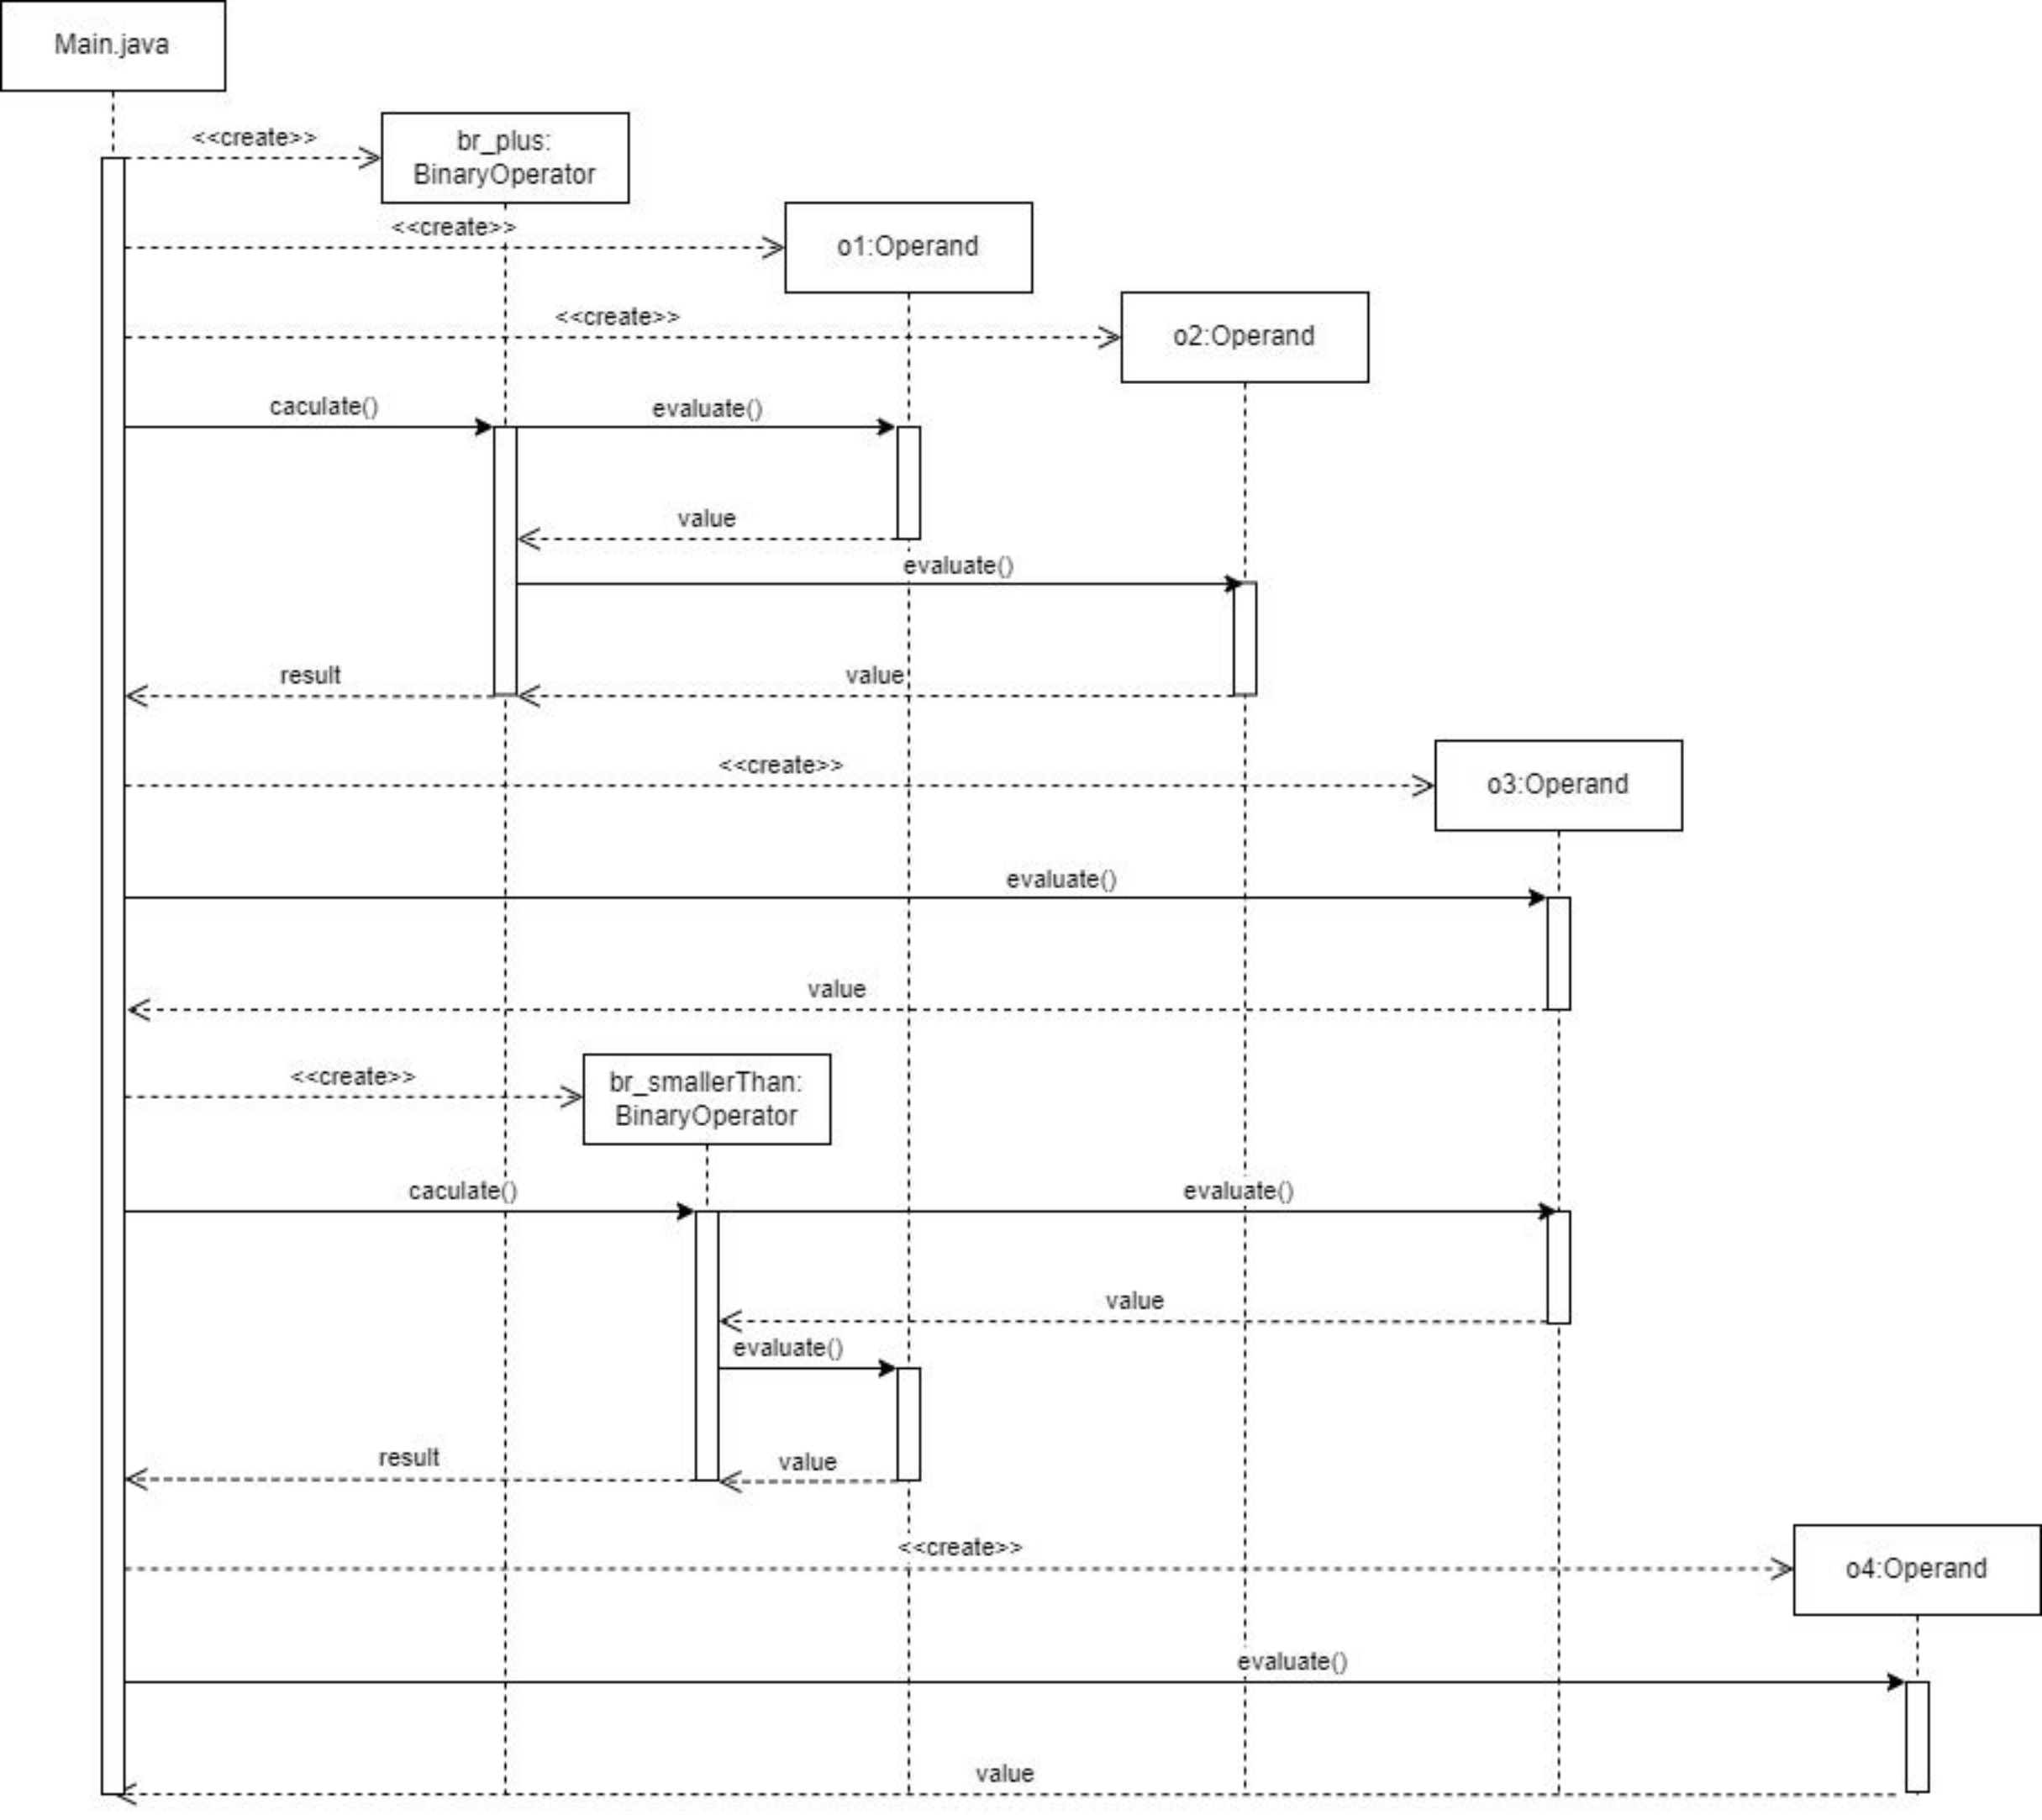 Main.java
<<create>>
br_plus:
BinaryOperator
<<create>>
o1:Operand
<<create>>
o2:Operand
caculate()
evaluate()
value
evaluate()
result
value
<<create>>
o3:Operand
evaluate()
value
<<create>>
br_smallerThan:
BinaryOperator
caculate()
evaluate()
value
evaluate()
result
value
<<create>>
o4:Operand
evaluate()
value